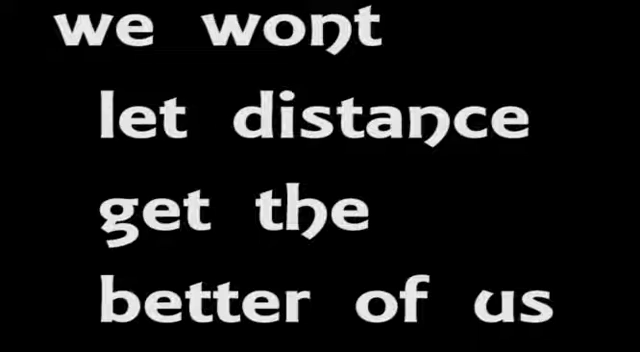 we wont
let distance
get the
better of us